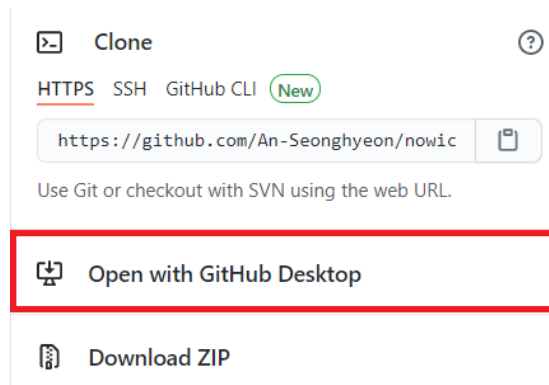 Clone
HTTPS SSH GitHub CLI New
https://github.com/An-Seonghyeon/nowic
Use Git or checkout with SVN using the web URL.
Open with GitHub Desktop
Download ZIP